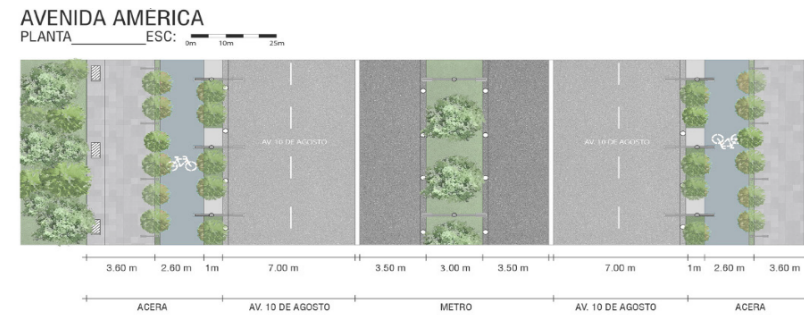 AVENIDA AMÉRICA
PLANTA__________ESC:
0m 10m 25m
AV. 10 DE AGOSTO
AV. 10 DE AGOSTO
3.60 m 2.60 m 1m 7.00 m 3.50 m 3.00 m 3.50 m 7.00 m 1m 2.60 m 3.60 m
ACERA AV. 10 DE AGOSTO METRO AV. 10 DE AGOSTO ACERA